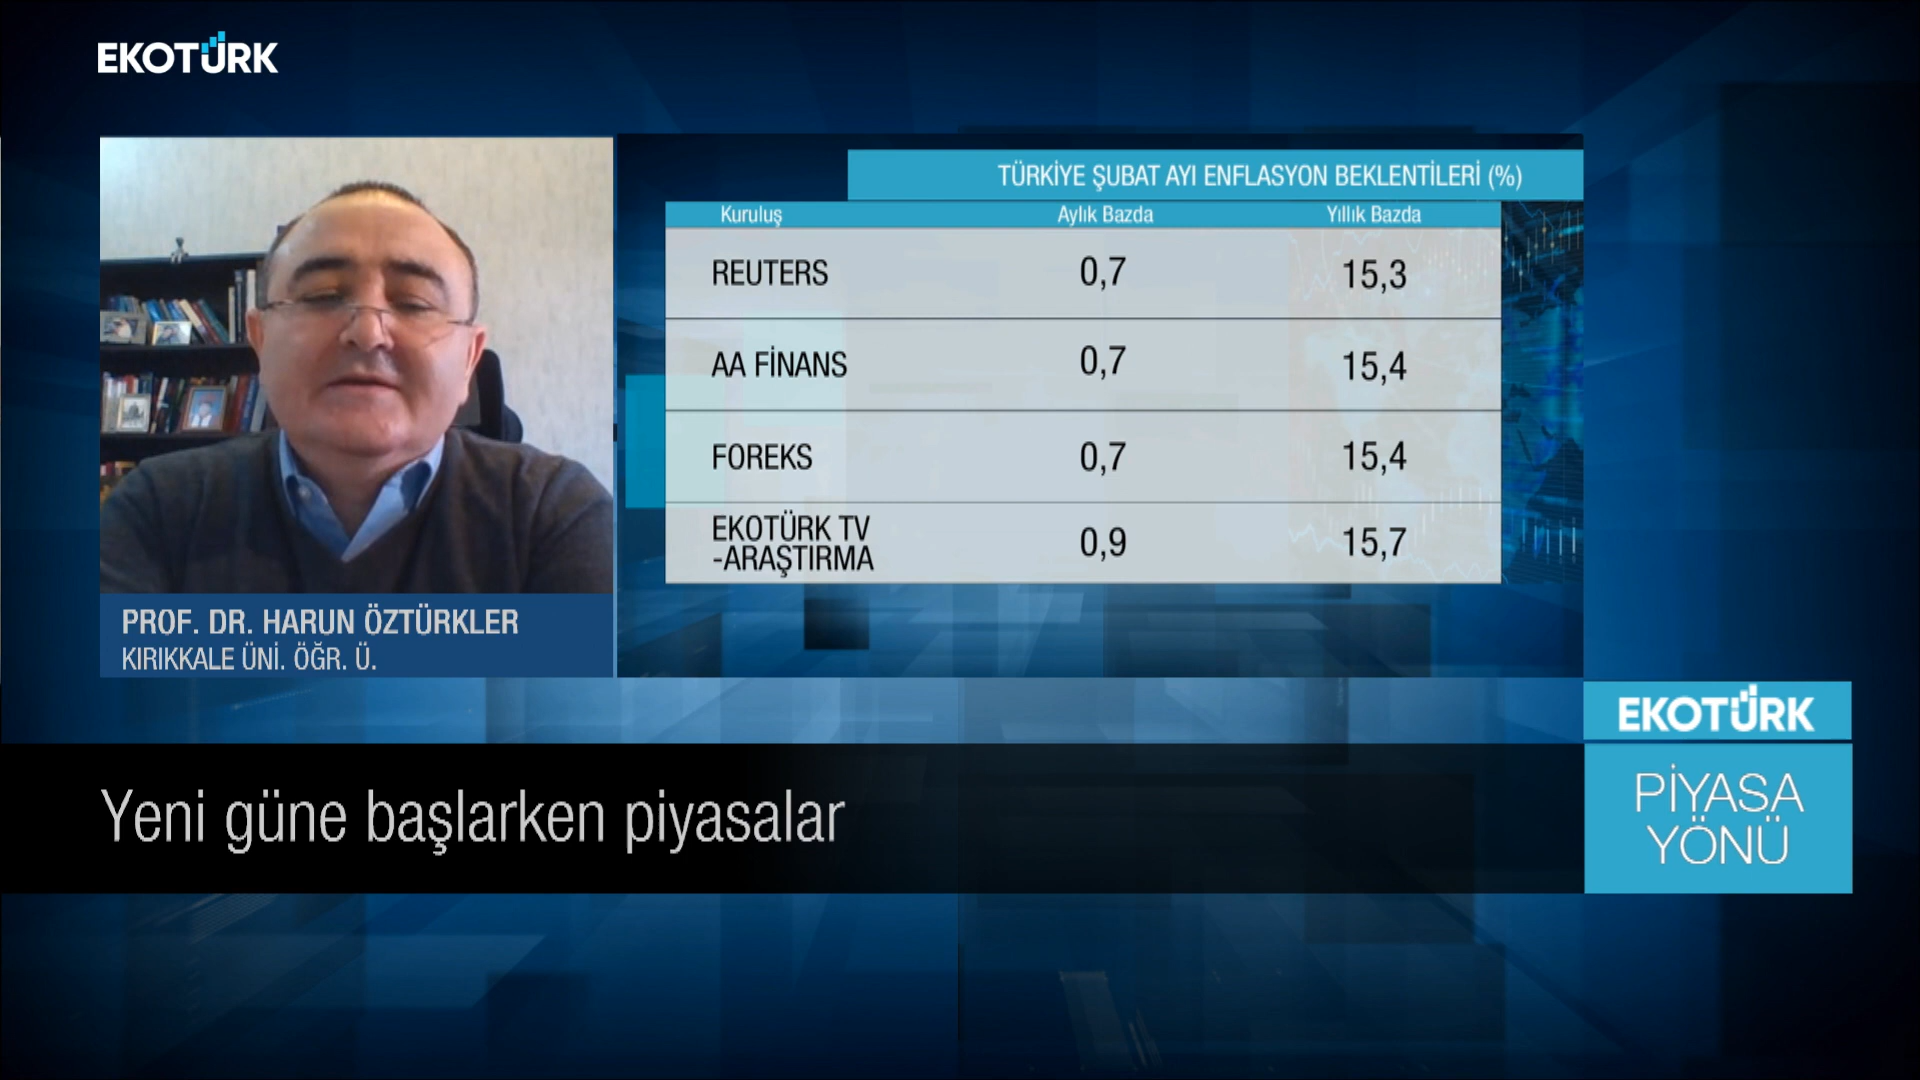 EKOTÜRK
TÜRKİYE ŞUBAT AYI ENFLASYON BEKLENTİLERİ (%)
Kuruluş Aylık Bazda Yıllık Bazda
REUTERS 0,7 15,3
AA FİNANS 0,7 15,4
FOREKS 0,7 15,4
EKOTÜRK TV
-ARAŞTIRMA 0,9 15,7
PROF. DR. HARUN ÖZTÜRKLER
KIRIKKALE ÜNİ. ÖĞR. Ü.
EKOTÜRK
Yeni güne başlarken piyasalar
PİYASA
YÖNÜ